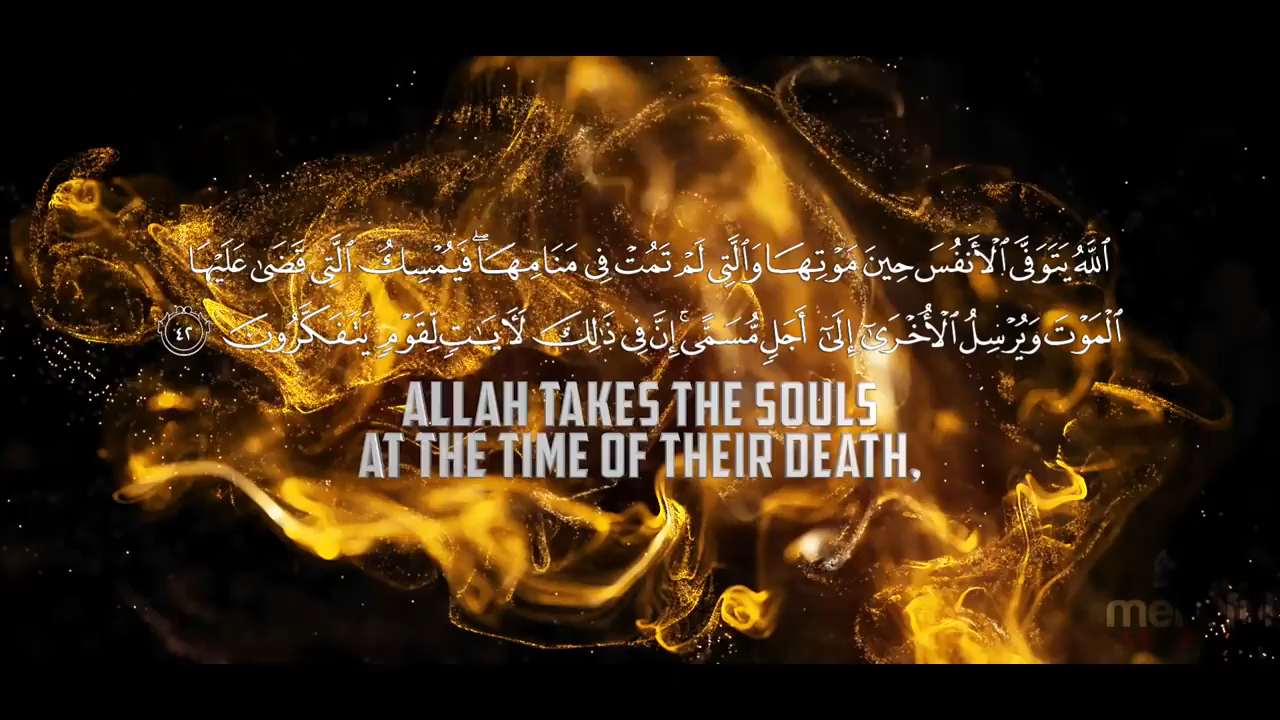 ٱللَّهُ يَتَوَفَّى ٱلْأَنفُسَ حِينَ مَوْتِهَا وَٱلَّتِى لَمْ تَمُتْ فِى مَنَامِهَاۖ فَيُمْسِكُ ٱلَّتِى قَضَىٰ عَلَيْهَا
ٱلْمَوْتَ وَيُرْسِلُ ٱلْأُخْرَىٰٓ إِلَىٰٓ أَجَلٍ مُّسَمًّىۚ إِنَّ فِى ذَٰلِكَ لَءَايَـٰتٍ لِّقَوْمٍ يَتَفَكَّرُونَ ٤٢
ALLAH TAKES THE SOULS
AT THE TIME OF THEIR DEATH,